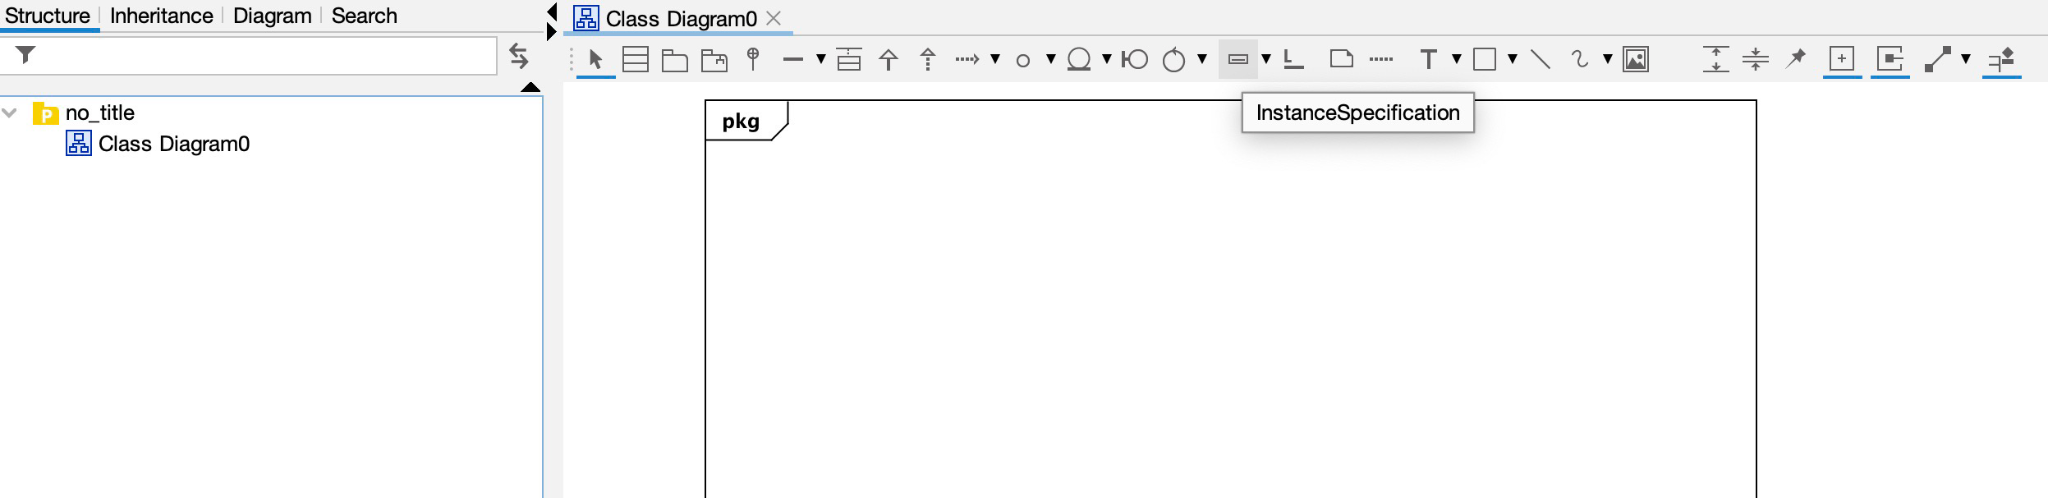 Structure Inheritance Diagram Search
Class Diagram0
no_title
Class Diagram0
InstanceSpecification
pkg